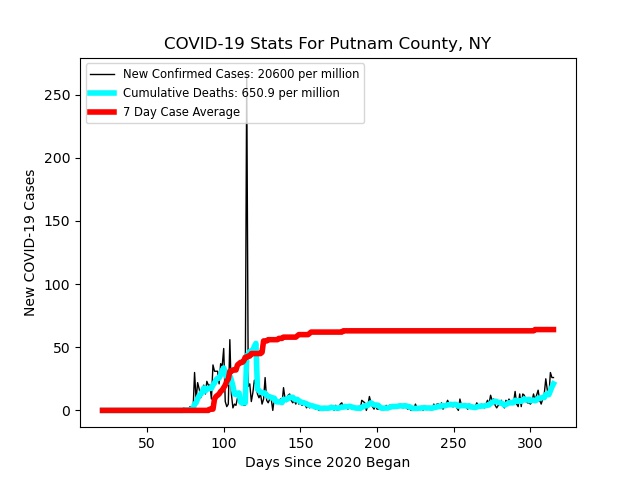 COVID-19 Stats For Putnam County, NY
New Confirmed Cases: 20600 per million
Cumulative Deaths: 650.9 per million
7 Day Case Average
New COVID-19 Cases
250
200
150
100
50
0
50 100 150 200 250 300
Days Since 2020 Began